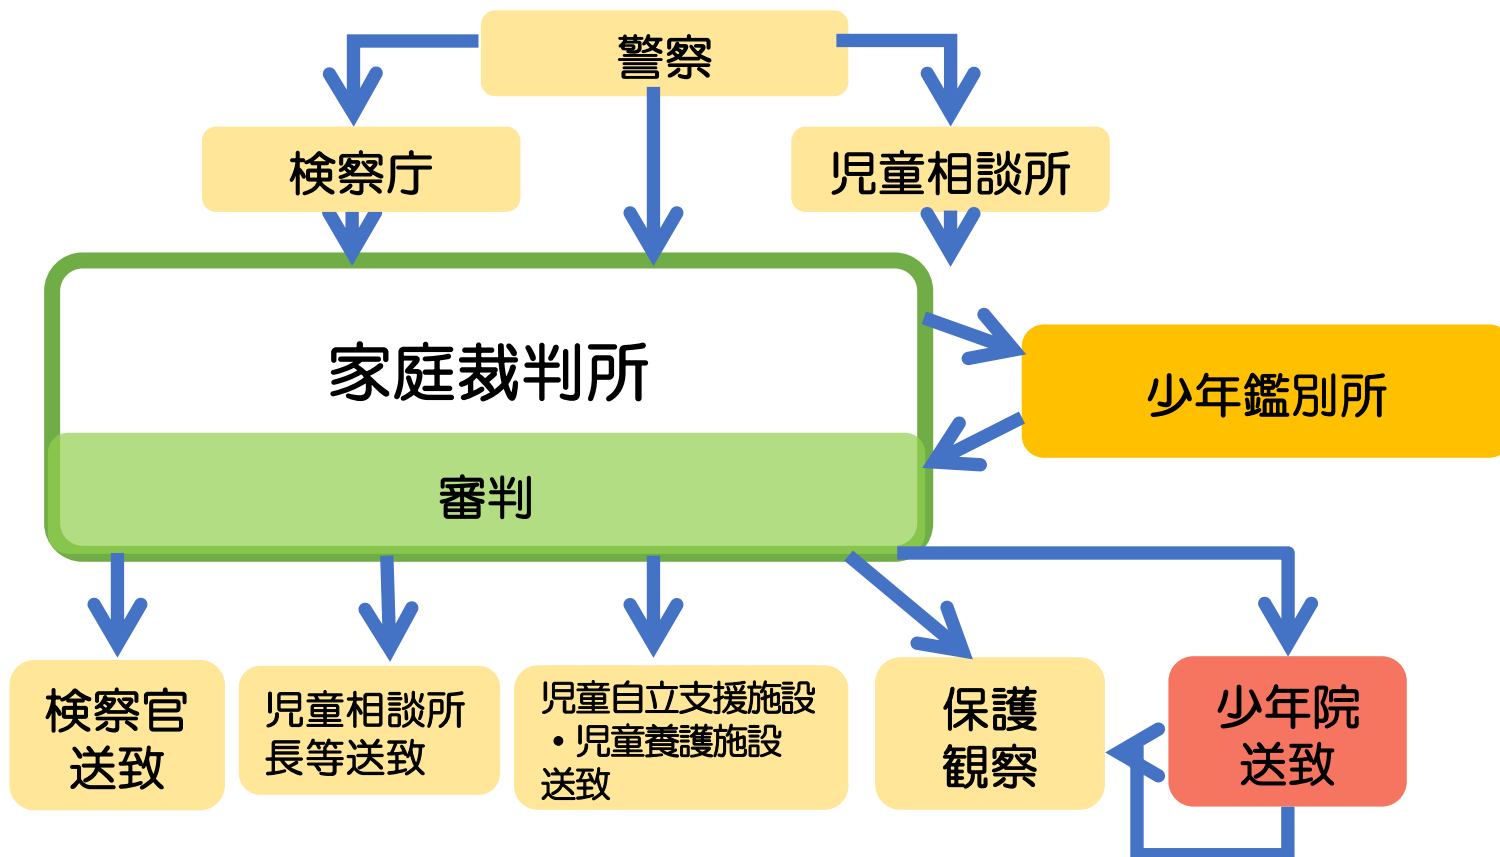 警察
検察庁
児童相談所
家庭裁判所
少年鑑別所
審判
検察官
送致
児童相談所
長等送致
児童自立支援施設
・児童養護施設
送致
保護
観察
少年院
送致